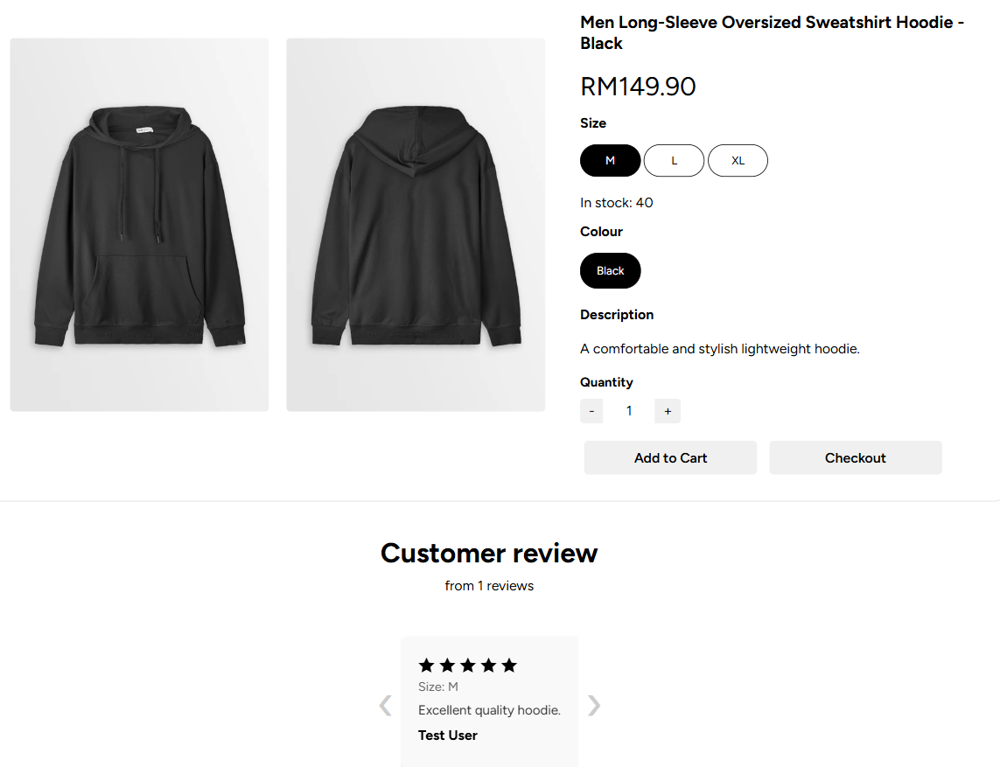 Men Long-Sleeve Oversized Sweatshirt Hoodie -
Black
RM149.90
Size
M L XL
In stock: 40
Colour
Black
Description
A comfortable and stylish lightweight hoodie.
Quantity
- 1 +
Add to Cart Checkout
Customer review
from 1 reviews
Size: M
Excellent quality hoodie.
Test User